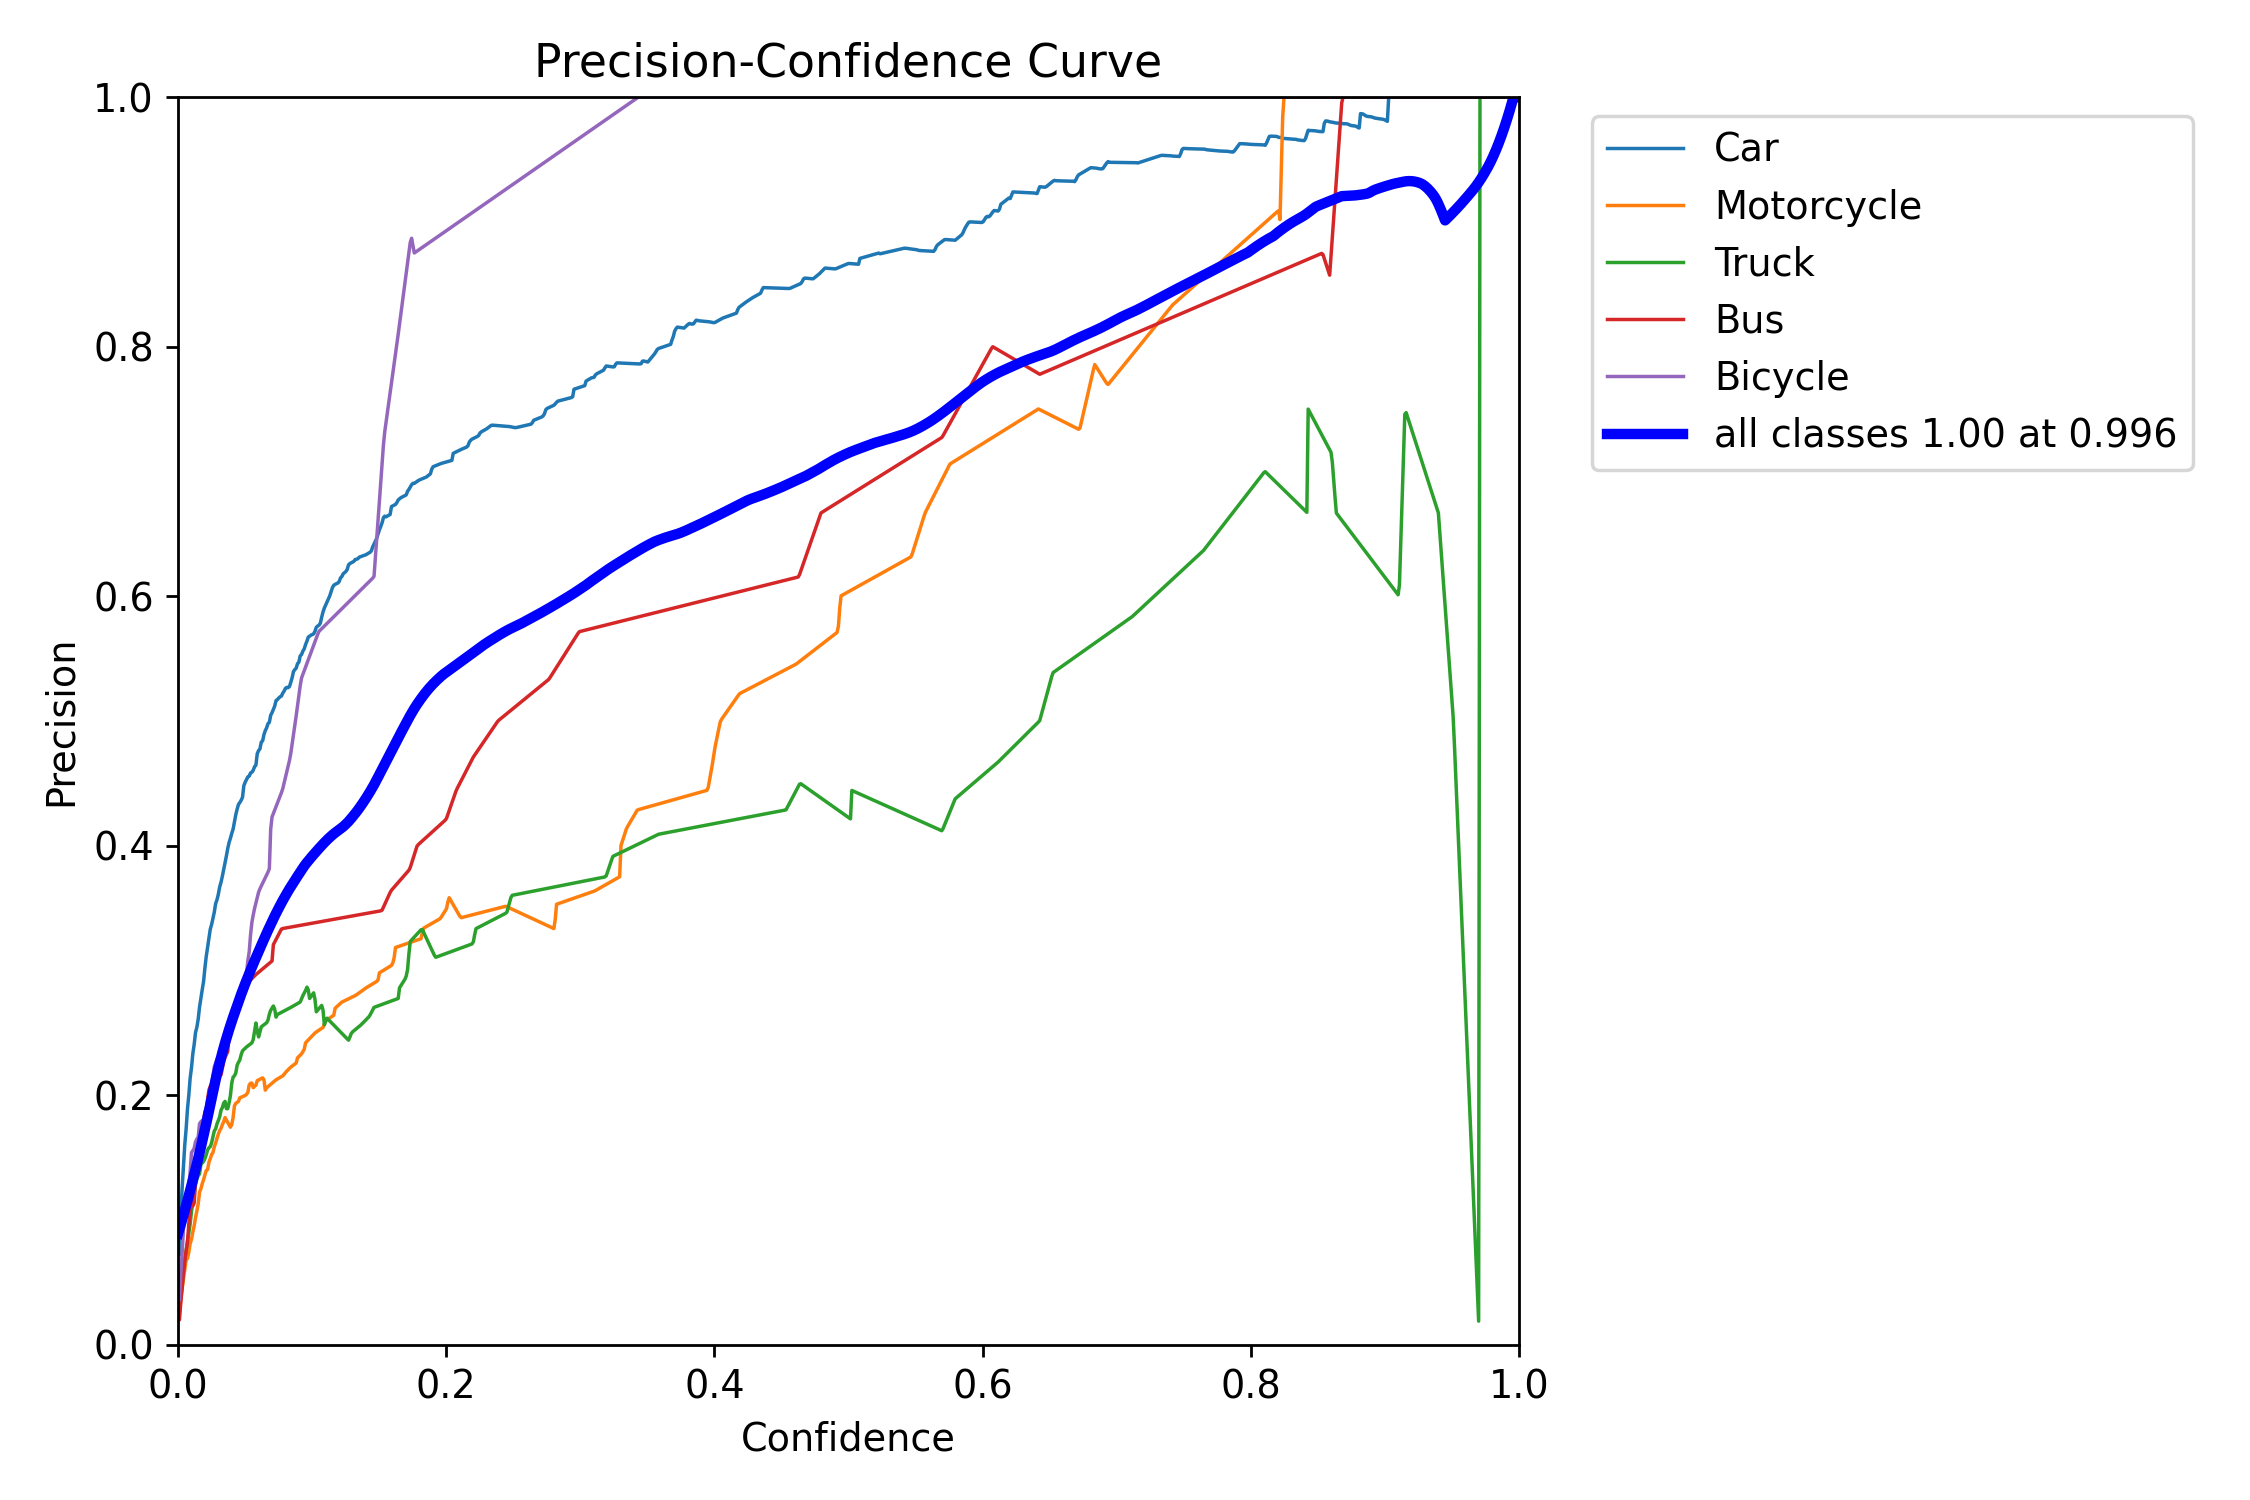 Precision-Confidence Curve
1.0
0.8
0.6
0.4
0.2
0.0
Precision
0.0 0.2 0.4 0.6 0.8 1.0
Confidence
Car
Motorcycle
Truck
Bus
Bicycle
all classes 1.00 at 0.996